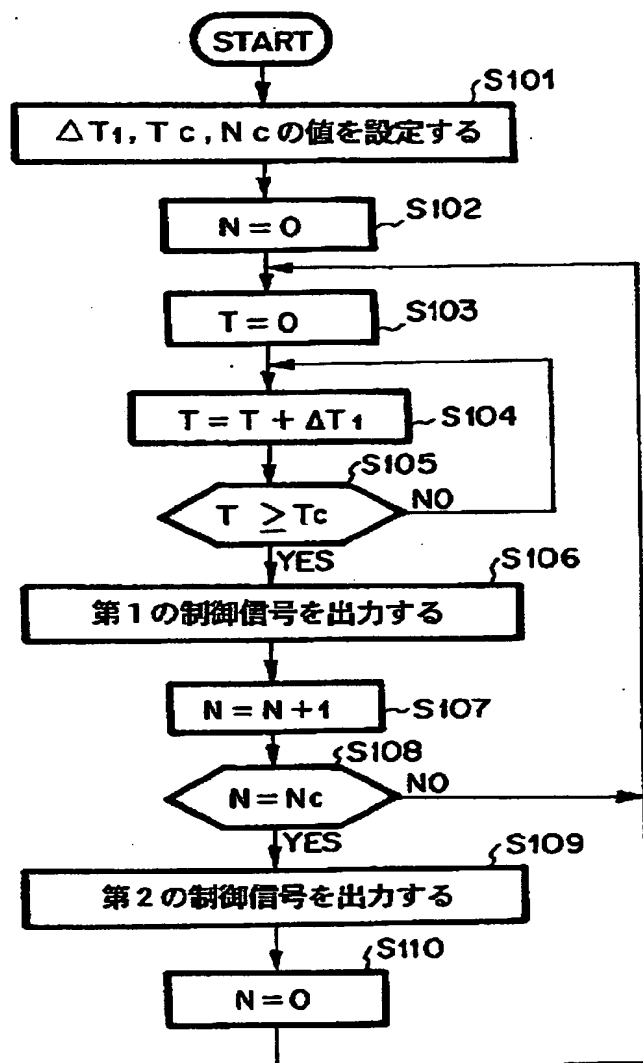 START
S101
△T1, Tc, Ncの値を設定する
S102
N=0
S103
T=0
T=T+ΔT1
S104
S105
T ≥ Tc
NO
YES
S106
第1の制御信号を出力する
N=N+1
S107
S108
N=Nc
NO
YES
S109
第2の制御信号を出力する
S110
N=0